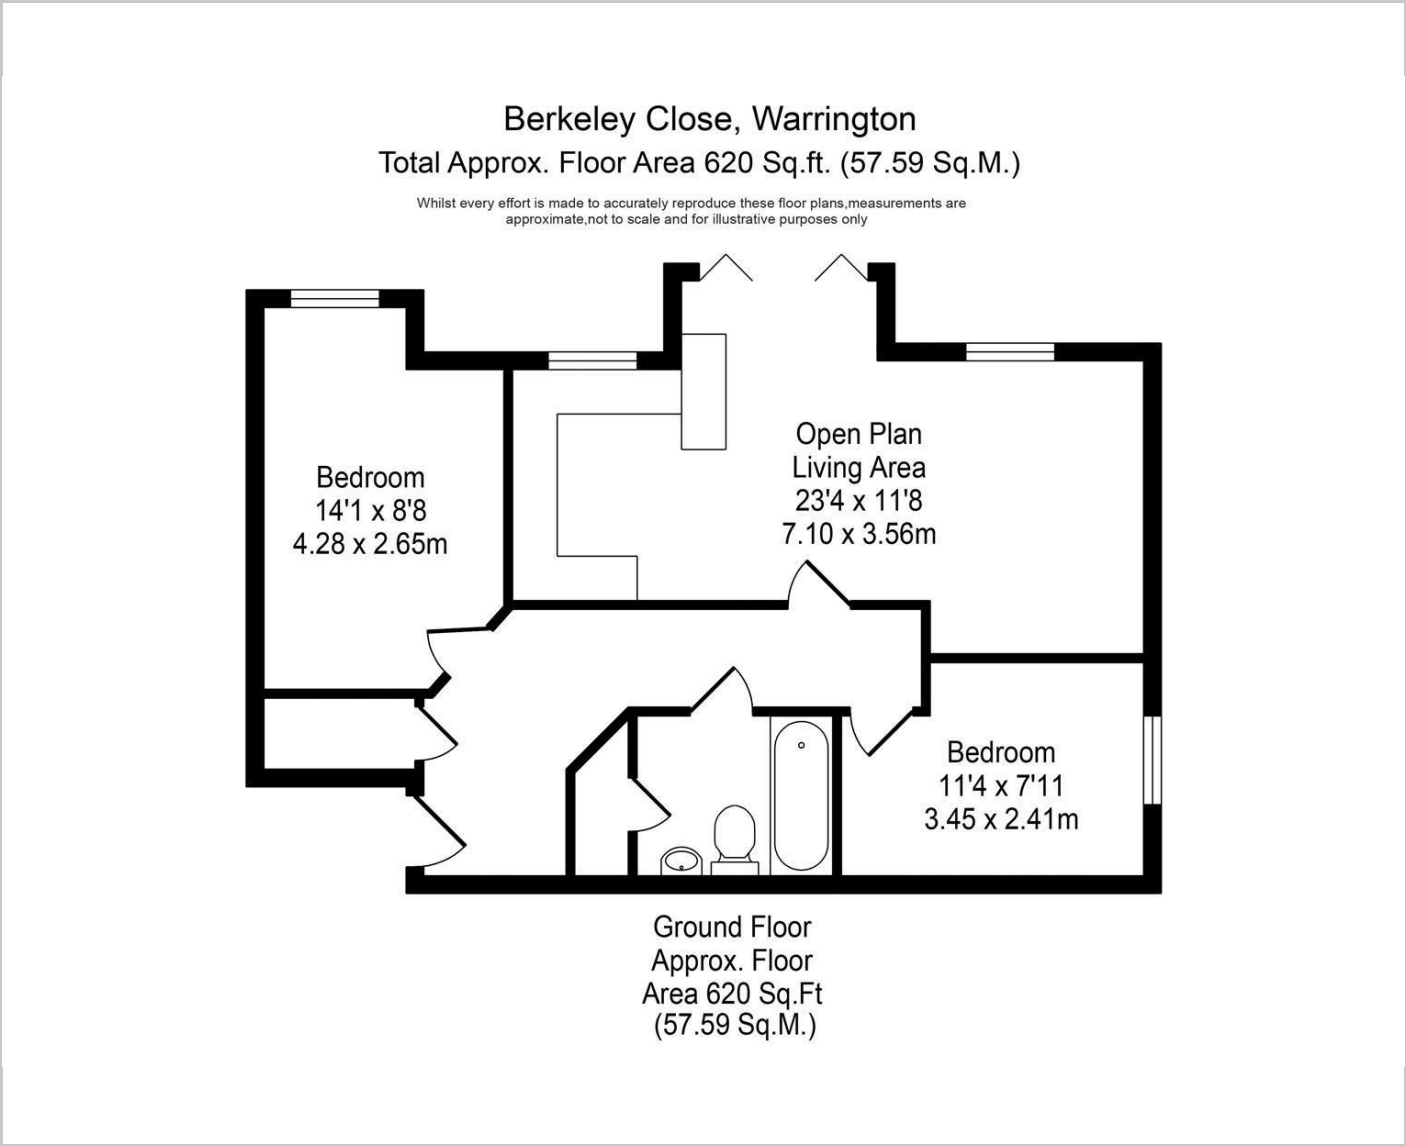 Berkeley Close, Warrington
Total Approx. Floor Area 620 Sq.ft. (57.59 Sq.M.)
Whilst every effort is made to accurately reproduce these floor plans,measurements are
approximate,not to scale and for illustrative purposes only
Open Plan
Living Area
23'4 x 11'8
7.10 x 3.56m
Bedroom
14'1 x 8'8
4.28 x 2.65m
Bedroom
11'4 x 7'11
3.45 x 2.41m
Ground Floor
Approx. Floor
Area 620 Sq.Ft
(57.59 Sq.M.)